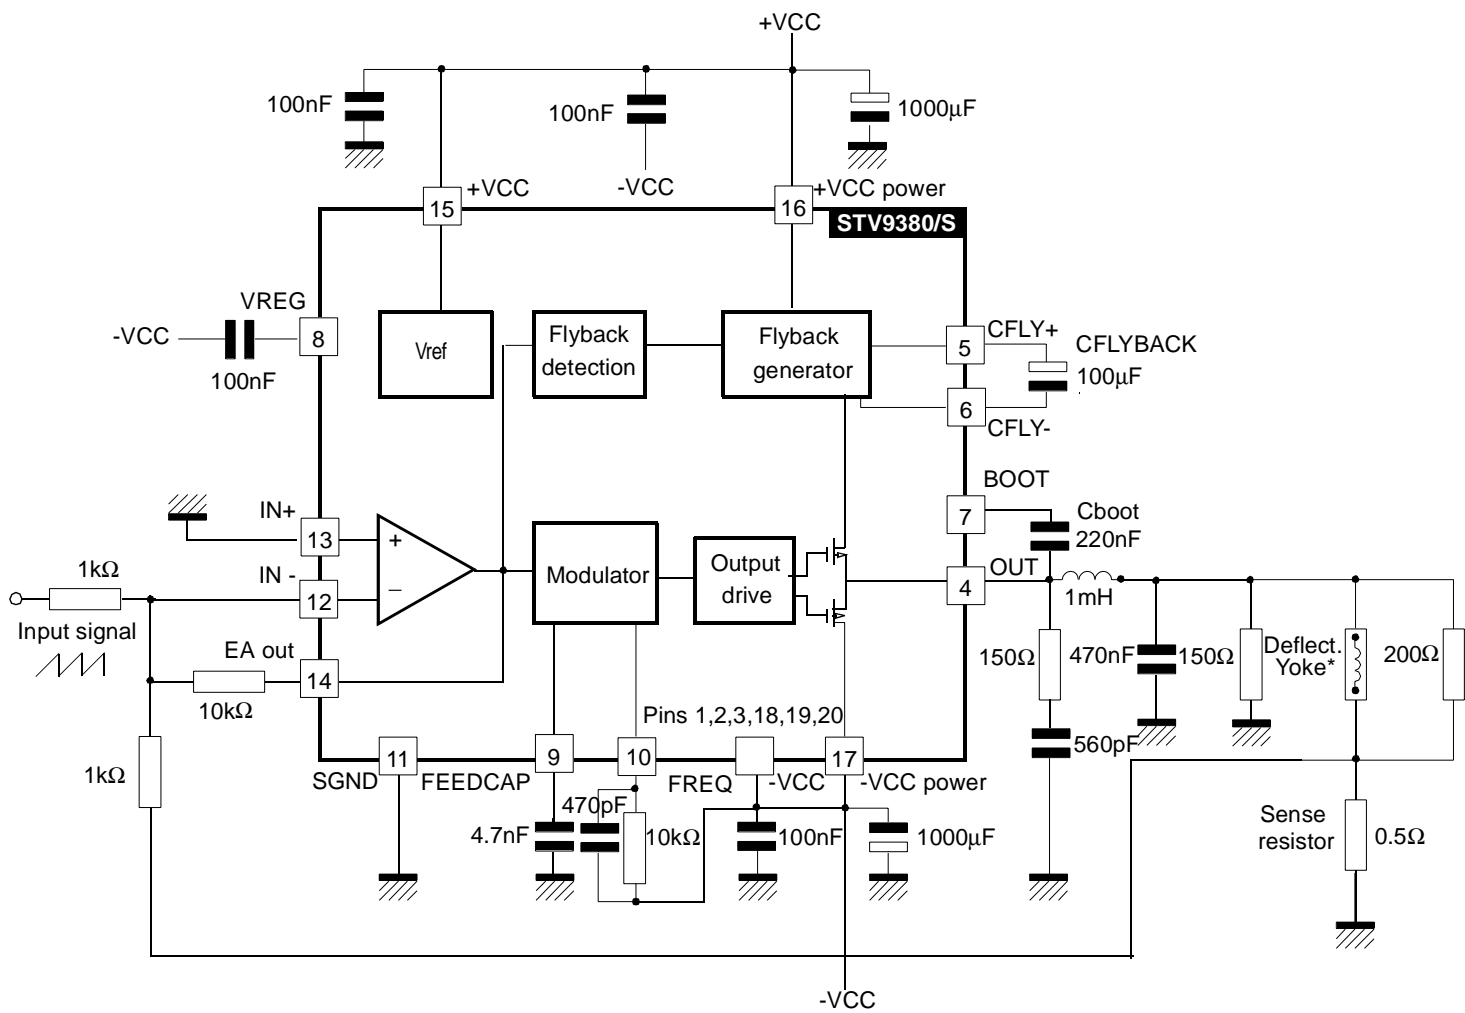 +VCC
100nF
100nF
1000µF
-VCC
+VCC
+VCC power
15
16
STV9380/S
VREG
-VCC
8
100nF
Vref
Flyback
detection
Flyback
generator
5
CFLY+
CFLYBACK
100µF
6
CFLY-
BOOT
7
Cboot
220nF
IN+
13
+
IN -
12
–
1kΩ
Input signal
Modulator
Output
drive
4
OUT
1mH
EA out
14
10kΩ
150Ω
470nF
150Ω
Deflect.
Yoke*
200Ω
560pF
1kΩ
Pins 1,2,3,18,19,20
11
9
10
17
SGND
FEEDCAP
FREQ
-VCC
-VCC power
470pF
4.7nF
10kΩ
100nF
1000µF
Sense
resistor
0.5Ω
-VCC